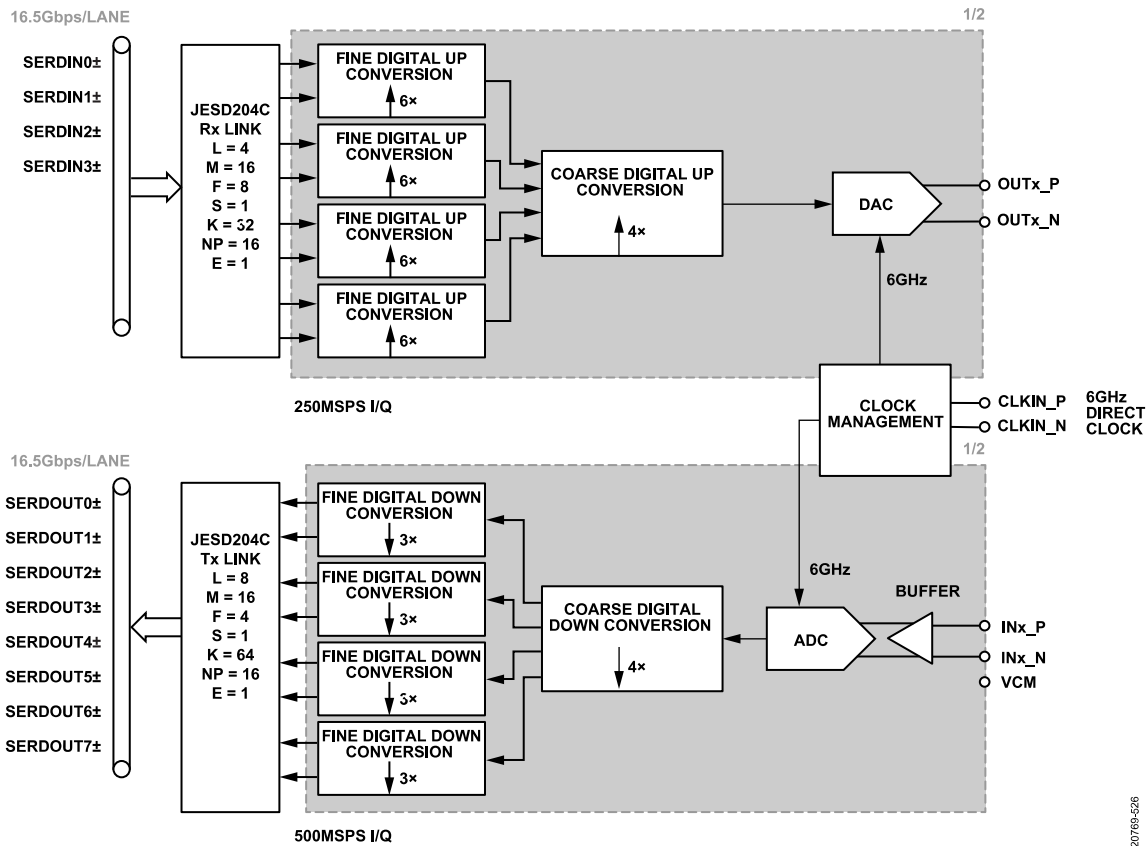 16.5Gbps/LANE
1/2
SERDIN0±
SERDIN1±
SERDIN2±
SERDIN3±
JESD204C
Rx LINK
L = 4
M = 16
F = 8
S = 1
K = 32
NP = 16
E = 1
FINE DIGITAL UP
CONVERSION
6×
FINE DIGITAL UP
CONVERSION
6×
FINE DIGITAL UP
CONVERSION
6×
FINE DIGITAL UP
CONVERSION
6×
COARSE DIGITAL UP
CONVERSION
4×
DAC
OUTx_P
OUTx_N
6GHz
250MSPS I/Q
CLOCK
MANAGEMENT
CLKIN_P
CLKIN_N
6GHz
DIRECT
CLOCK
16.5Gbps/LANE
1/2
SERDOUT0±
SERDOUT1±
SERDOUT2±
SERDOUT3±
SERDOUT4±
SERDOUT5±
SERDOUT6±
SERDOUT7±
JESD204C
Tx LINK
L = 8
M = 16
F = 4
S = 1
K = 64
NP = 16
E = 1
FINE DIGITAL DOWN
CONVERSION
3×
FINE DIGITAL DOWN
CONVERSION
3×
FINE DIGITAL DOWN
CONVERSION
3×
FINE DIGITAL DOWN
CONVERSION
3×
COARSE DIGITAL
DOWN CONVERSION
4×
6GHz
ADC
BUFFER
INx_P
INx_N
VCM
500MSPS I/Q
20769-526